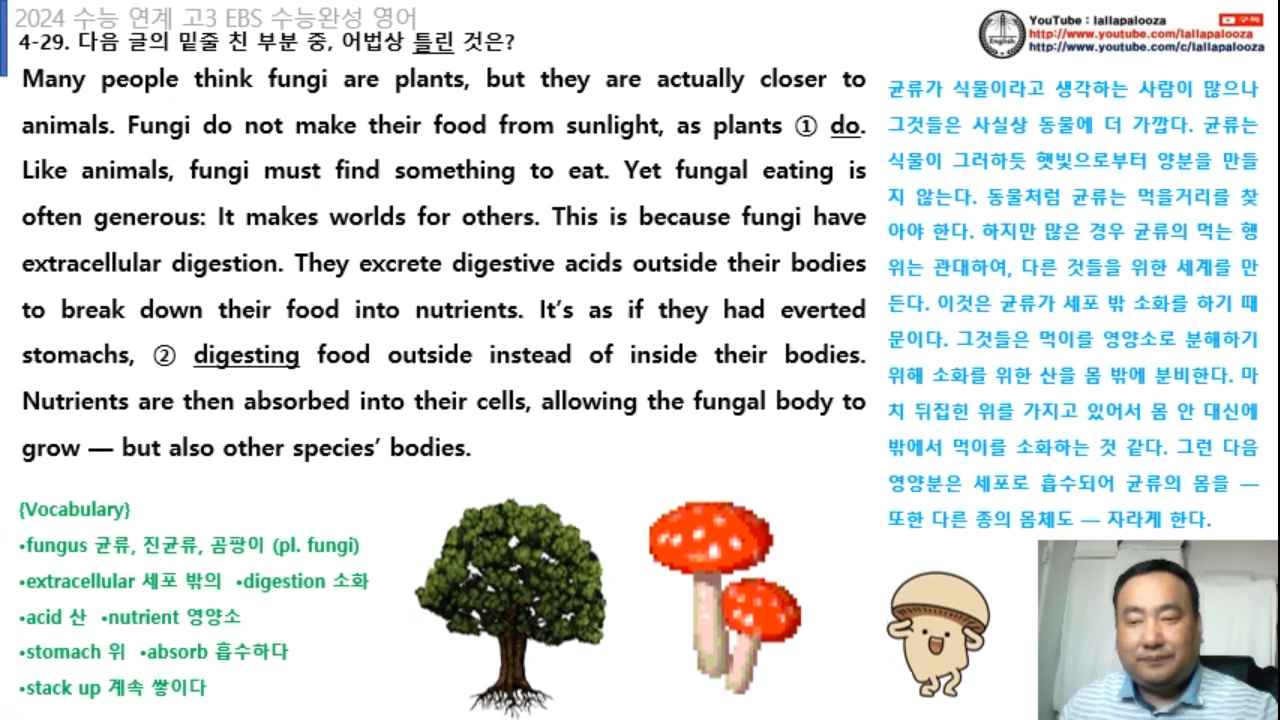 2024 수능 연계 고3 EBS 수능완성 영어
4-29. 다음 글의 밑줄 친 부분 중, 어법상 틀린 것은?
YouTube : lallapalooza
구독
http://www.youtube.com/lallapalooza
http://www.youtube.com/c/lallapalooza
English
Many people think fungi are plants, but they are actually closer to
animals. Fungi do not make their food from sunlight, as plants ① do.
Like animals, fungi must find something to eat. Yet fungal eating is
often generous: It makes worlds for others. This is because fungi have
extracellular digestion. They excrete digestive acids outside their bodies
to break down their food into nutrients. It's as if they had everted
stomachs, ② digesting food outside instead of inside their bodies.
Nutrients are then absorbed into their cells, allowing the fungal body to
grow — but also other species' bodies.
균류가 식물이라고 생각하는 사람이 많으나
그것들은 사실상 동물에 더 가깝다. 균류는
식물이 그러하듯 햇빛으로부터 양분을 만들
지 않는다. 동물처럼 균류는 먹을거리를 찾
아야 한다. 하지만 많은 경우 균류의 먹는 행
위는 관대하여, 다른 것들을 위한 세계를 만
든다. 이것은 균류가 세포 밖 소화를 하기 때
문이다. 그것들은 먹이를 영양소로 분해하기
위해 소화를 위한 산을 몸 밖에 분비한다. 마
치 뒤집힌 위를 가지고 있어서 몸 안 대신에
밖에서 먹이를 소화하는 것 같다. 그런 다음
영양분은 세포로 흡수되어 균류의 몸을 —
또한 다른 종의 몸체도 — 자라게 한다.
{Vocabulary}
•fungus 균류, 진균류, 곰팡이 (pl. fungi)
•extracellular 세포 밖의 •digestion 소화
•acid 산 •nutrient 영양소
•stomach 위 •absorb 흡수하다
•stack up 계속 쌓이다